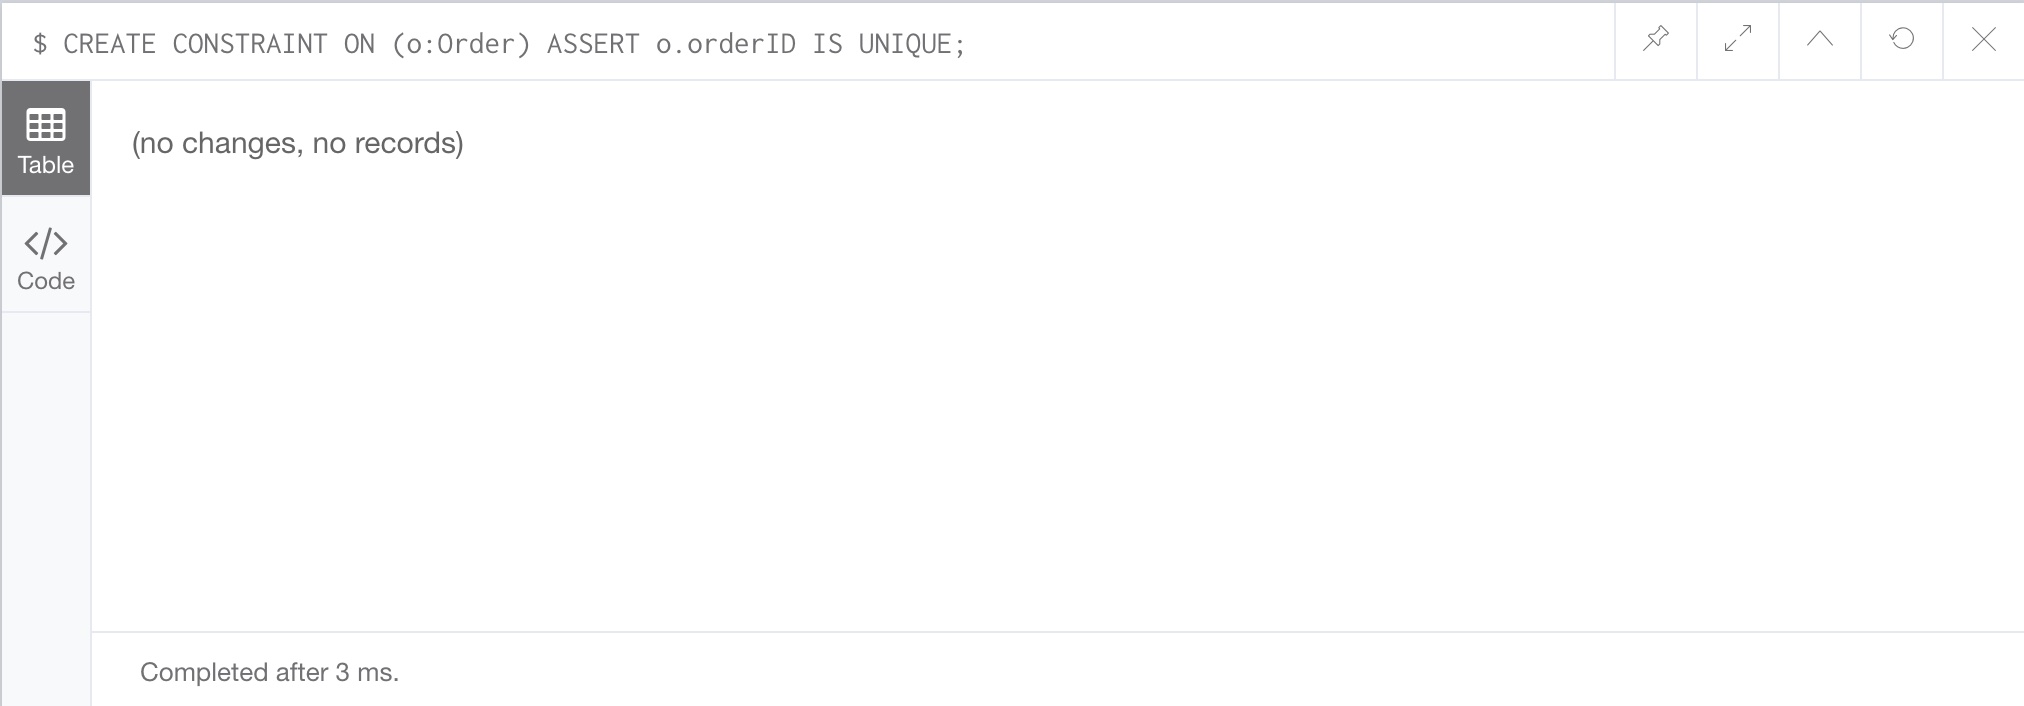 $ CREATE CONSTRAINT ON (o:Order) ASSERT o.orderID IS UNIQUE;
Table
(no changes, no records)
Code
Completed after 3 ms.